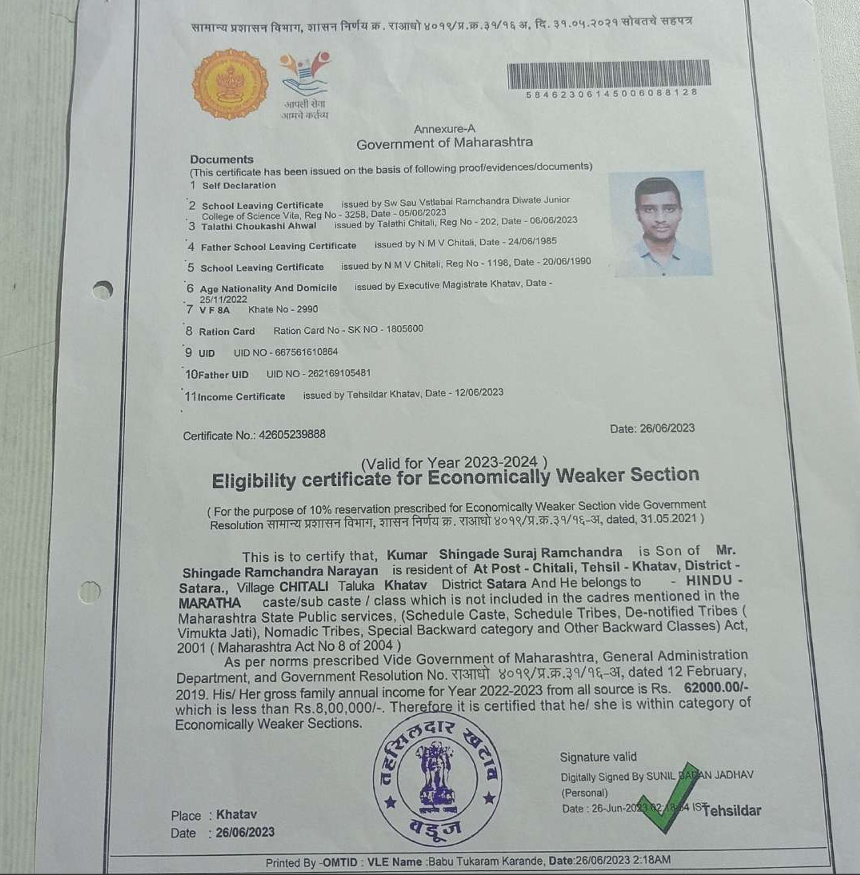 सामान्य प्रशासन विभाग, शासन निर्णय क्र. राआधो ४०१९/प्र.क्र.३१/१६ अ, दि. ३१.०५.२०२१ सोबतचे सहपत्र
आपली सेवा
आमचे कर्तव्य
58462306145006088128
Annexure-A
Government of Maharashtra
Documents
(This certificate has been issued on the basis of following proof/evidences/documents)
1 Self Declaration
2 School Leaving Certificate issued by Sw Sau Vstlabai Ramchandra Diwate Junior
College of Science Vita, Reg No - 3258, Date - 05/06/2023
3 Talathi Choukashi Ahwal issued by Talathi Chitali, Reg No - 202, Date - 06/06/2023
4 Father School Leaving Certificate issued by N M V Chitali, Date - 24/06/1985
5 School Leaving Certificate issued by N M V Chitali, Reg No - 1198, Date - 20/06/1990
6 Age Nationality And Domicile issued by Executive Magistrate Khatav, Date -
25/11/2022
7 V F 8A Khate No - 2990
8 Ration Card Ration Card No - SK NO - 1805600
9 UID UID NO - 667561610864
10Father UID UID NO - 262169105481
11Income Certificate issued by Tehsildar Khatav, Date - 12/06/2023
Certificate No.: 42605239888
Date: 26/06/2023
(Valid for Year 2023-2024 )
Eligibility certificate for Economically Weaker Section
( For the purpose of 10% reservation prescribed for Economically Weaker Section vide Government
Resolution सामान्य प्रशासन विभाग, शासन निर्णय क्र. राआधो ४०१९/प्र.क्र.३१/१६-अ, dated, 31.05.2021 )
This is to certify that, Kumar Shingade Suraj Ramchandra is Son of Mr.
Shingade Ramchandra Narayan is resident of At Post - Chitali, Tehsil - Khatav, District -
Satara., Village CHITALI Taluka Khatav District Satara And He belongs to - HINDU -
MARATHA caste/sub caste / class which is not included in the cadres mentioned in the
Maharashtra State Public services, (Schedule Caste, Schedule Tribes, De-notified Tribes (
Vimukta Jati), Nomadic Tribes, Special Backward category and Other Backward Classes) Act,
2001 ( Maharashtra Act No 8 of 2004 )
As per norms prescribed Vide Government of Maharashtra, General Administration
Department, and Government Resolution No. राआधो ४०१९/प्र.क्र.३१/१६-अ, dated 12 February,
2019. His/ Her gross family annual income for Year 2022-2023 from all source is Rs. 62000.00/-
which is less than Rs.8,00,000/-. Therefore it is certified that he/ she is within category of
Economically Weaker Sections.
तहसिलदार खटाव
वडूज
Signature valid
Digitally Signed By SUNIL BABAN JADHAV
(Personal)
Date : 26-Jun-2023 IST
Tehsildar
Place : Khatav
Date : 26/06/2023
Printed By -OMTID : VLE Name :Babu Tukaram Karande, Date:26/06/2023 2:18AM